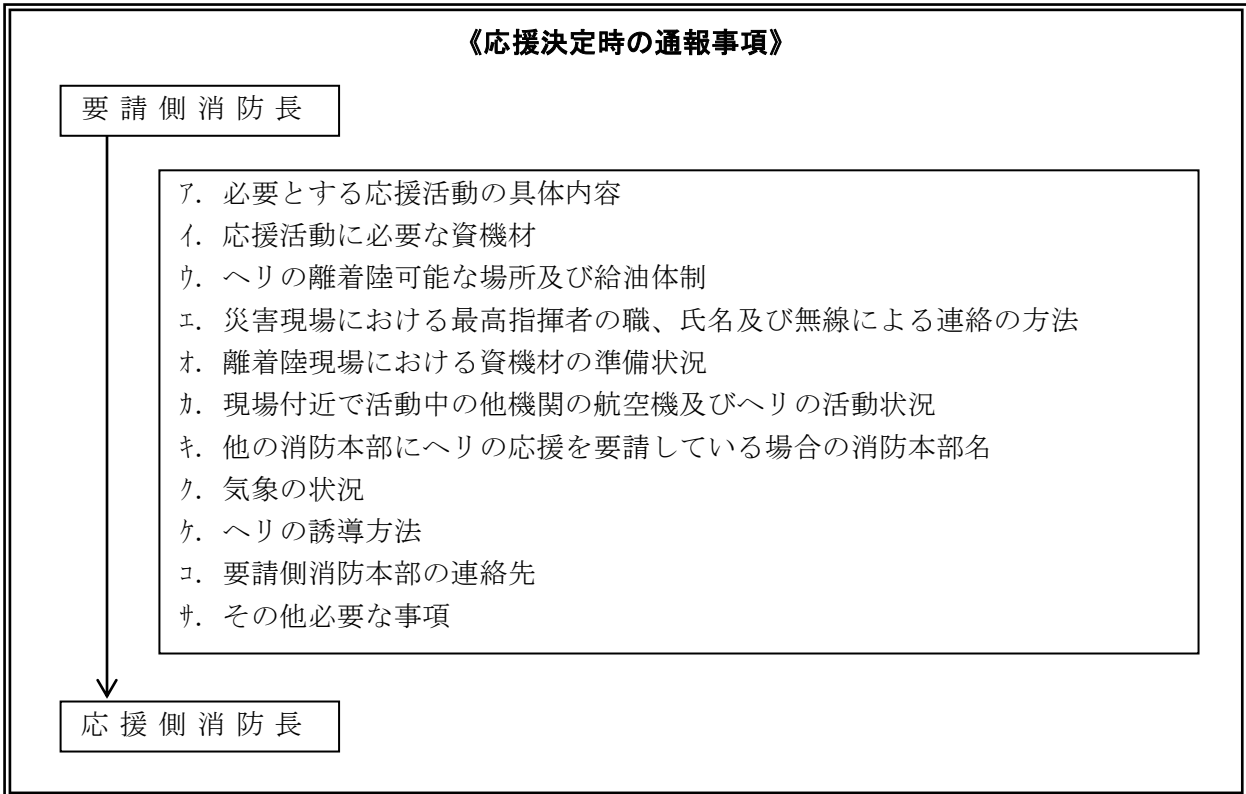 《応援決定時の通報事項》
要請側消防長
ア．必要とする応援活動の具体内容
イ．応援活動に必要な資機材
ウ．ヘリの離着陸可能な場所及び給油体制
エ．災害現場における最高指揮者の職、氏名及び無線による連絡の方法
オ．離着陸現場における資機材の準備状況
カ．現場付近で活動中の他機関の航空機及びヘリの活動状況
キ．他の消防本部にヘリの応援を要請している場合の消防本部名
ク．気象の状況
ケ．ヘリの誘導方法
コ．要請側消防本部の連絡先
サ．その他必要な事項
応援側消防長